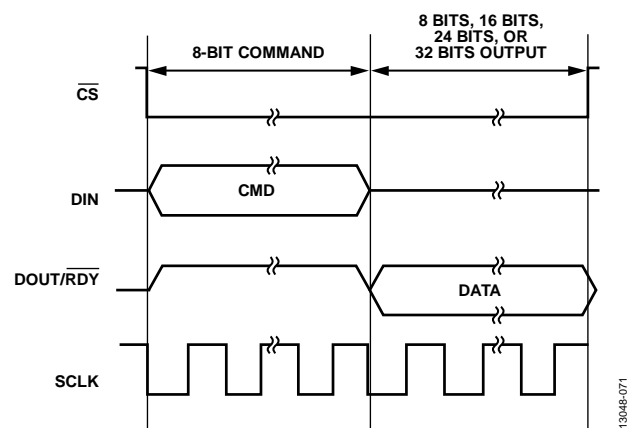 8 BITS, 16 BITS,
24 BITS, OR
32 BITS OUTPUT
8-BIT COMMAND
CS
DIN
CMD
DOUT/RDY
DATA
SCLK
13048-071